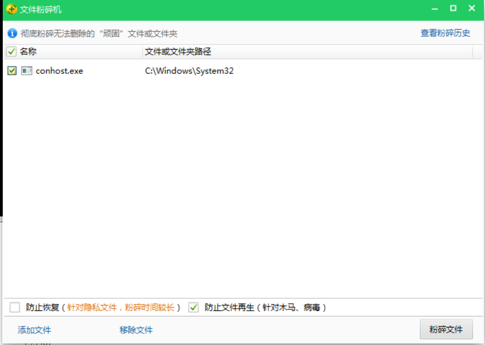 文件粉碎机
彻底粉碎无法删除的“顽固”文件或文件夹 查看粉碎历史
名称 文件或文件夹路径
conhost.exe C:\Windows\System32
防止恢复（针对隐私文件，粉碎时间较长） 防止文件再生（针对木马、病毒）
添加文件 移除文件 粉碎文件